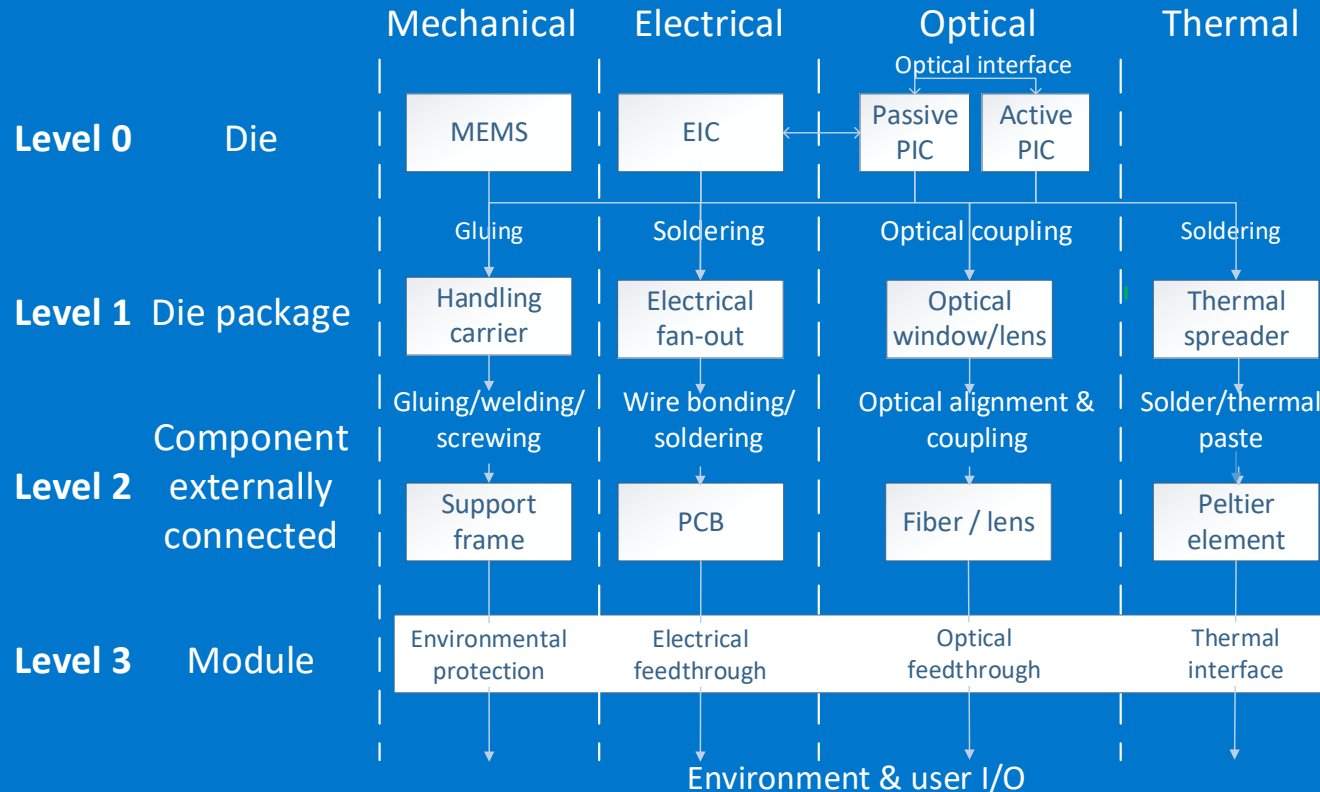 Mechanical Electrical Optical Thermal
Optical interface
Level 0 Die
MEMS
EIC
Passive
PIC
Active
PIC
Gluing
Soldering
Optical coupling
Soldering
Level 1 Die package
Handling
carrier
Electrical
fan-out
Optical
window/lens
Thermal
spreader
Gluing/welding/
screwing
Wire bonding/
soldering
Optical alignment &
coupling
Solder/thermal
paste
Level 2
Component
externally
connected
Support
frame
PCB
Fiber / lens
Peltier
element
Level 3 Module
Environmental
protection
Electrical
feedthrough
Optical
feedthrough
Thermal
interface
Environment & user I/O